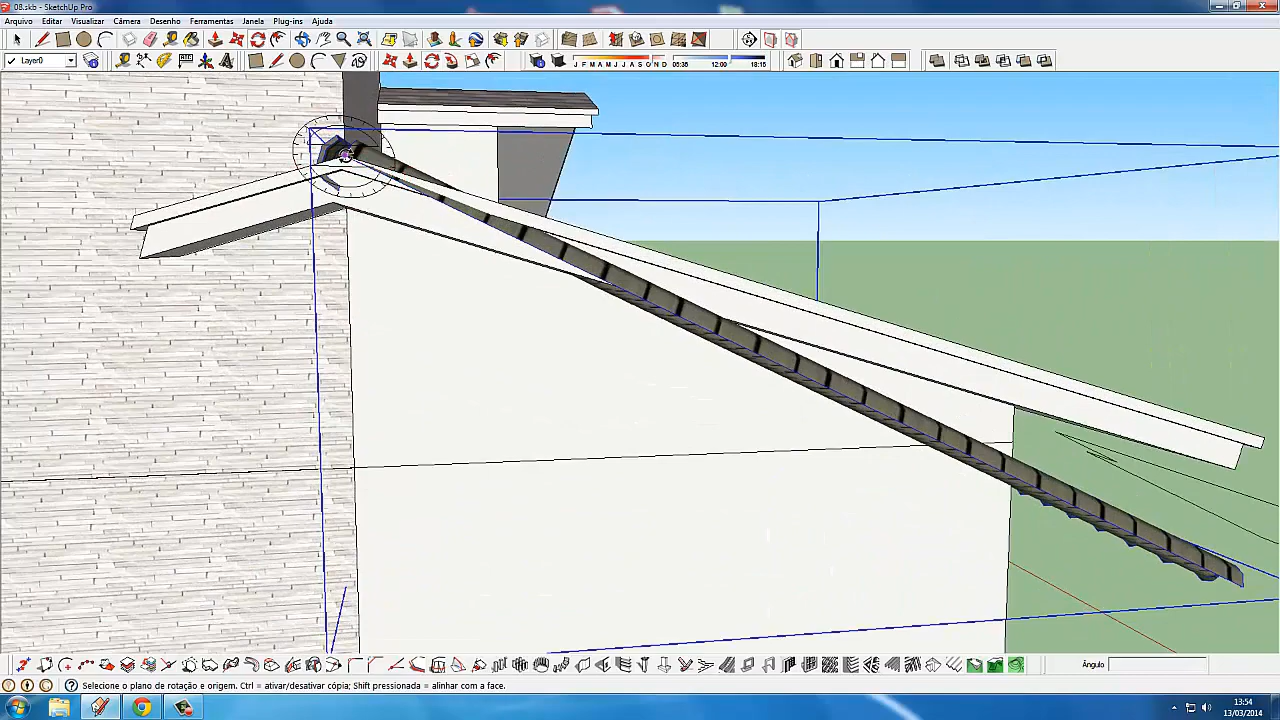 08.skb - SketchUp Pro
Arquivo Editar Visualizar Câmera Desenho Ferramentas Janela Plug-ins Ajuda
Layer0
J F M A M J J A S O N D 05:35 12:00 18:15
Ângulo
Selecione o plano de rotação e origem. Ctrl = ativar/desativar cópia; Shift pressionada = alinhar com a face.
13:54
13/03/2014